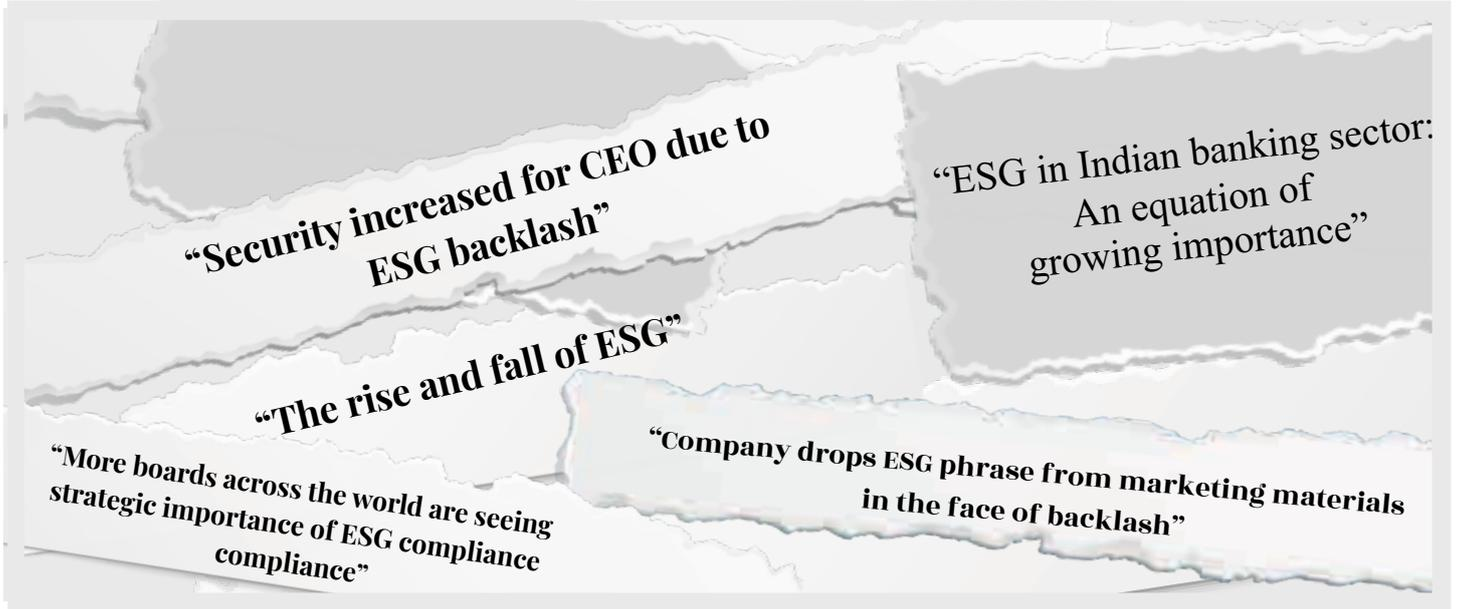 “Security increased for CEO due to
ESG backlash”
“ESG in Indian banking sector:
An equation of
growing importance”
“The rise and fall of ESG”
“More boards across the world are seeing
strategic importance of ESG compliance
compliance”
“Company drops ESG phrase from marketing materials
in the face of backlash”